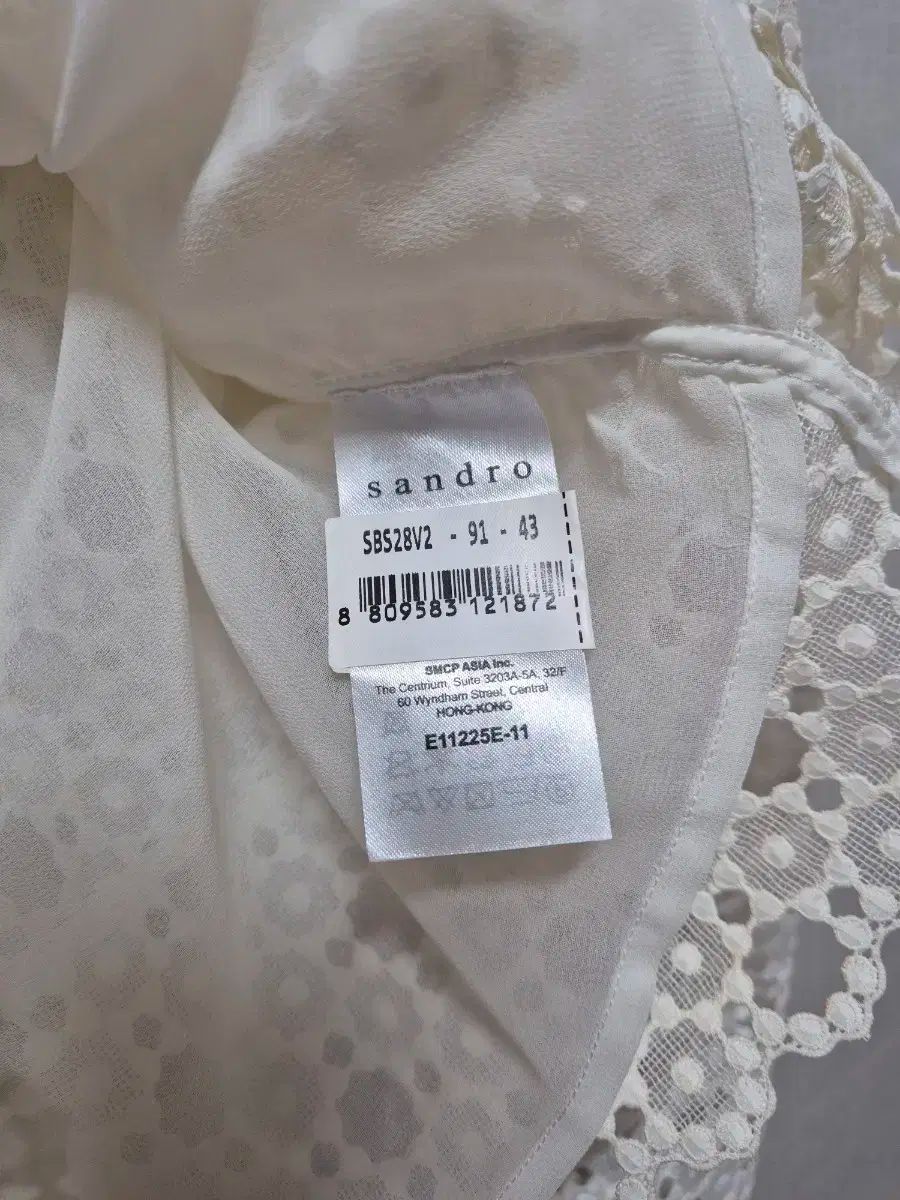 sandro
SBS28V2 - 91 - 43
8 809583 121872
SMCP ASIA Inc.
The Centrium, Suite 3203A-5A, 32/F
60 Wyndham Street, Central
HONG-KONG
E11225E-11